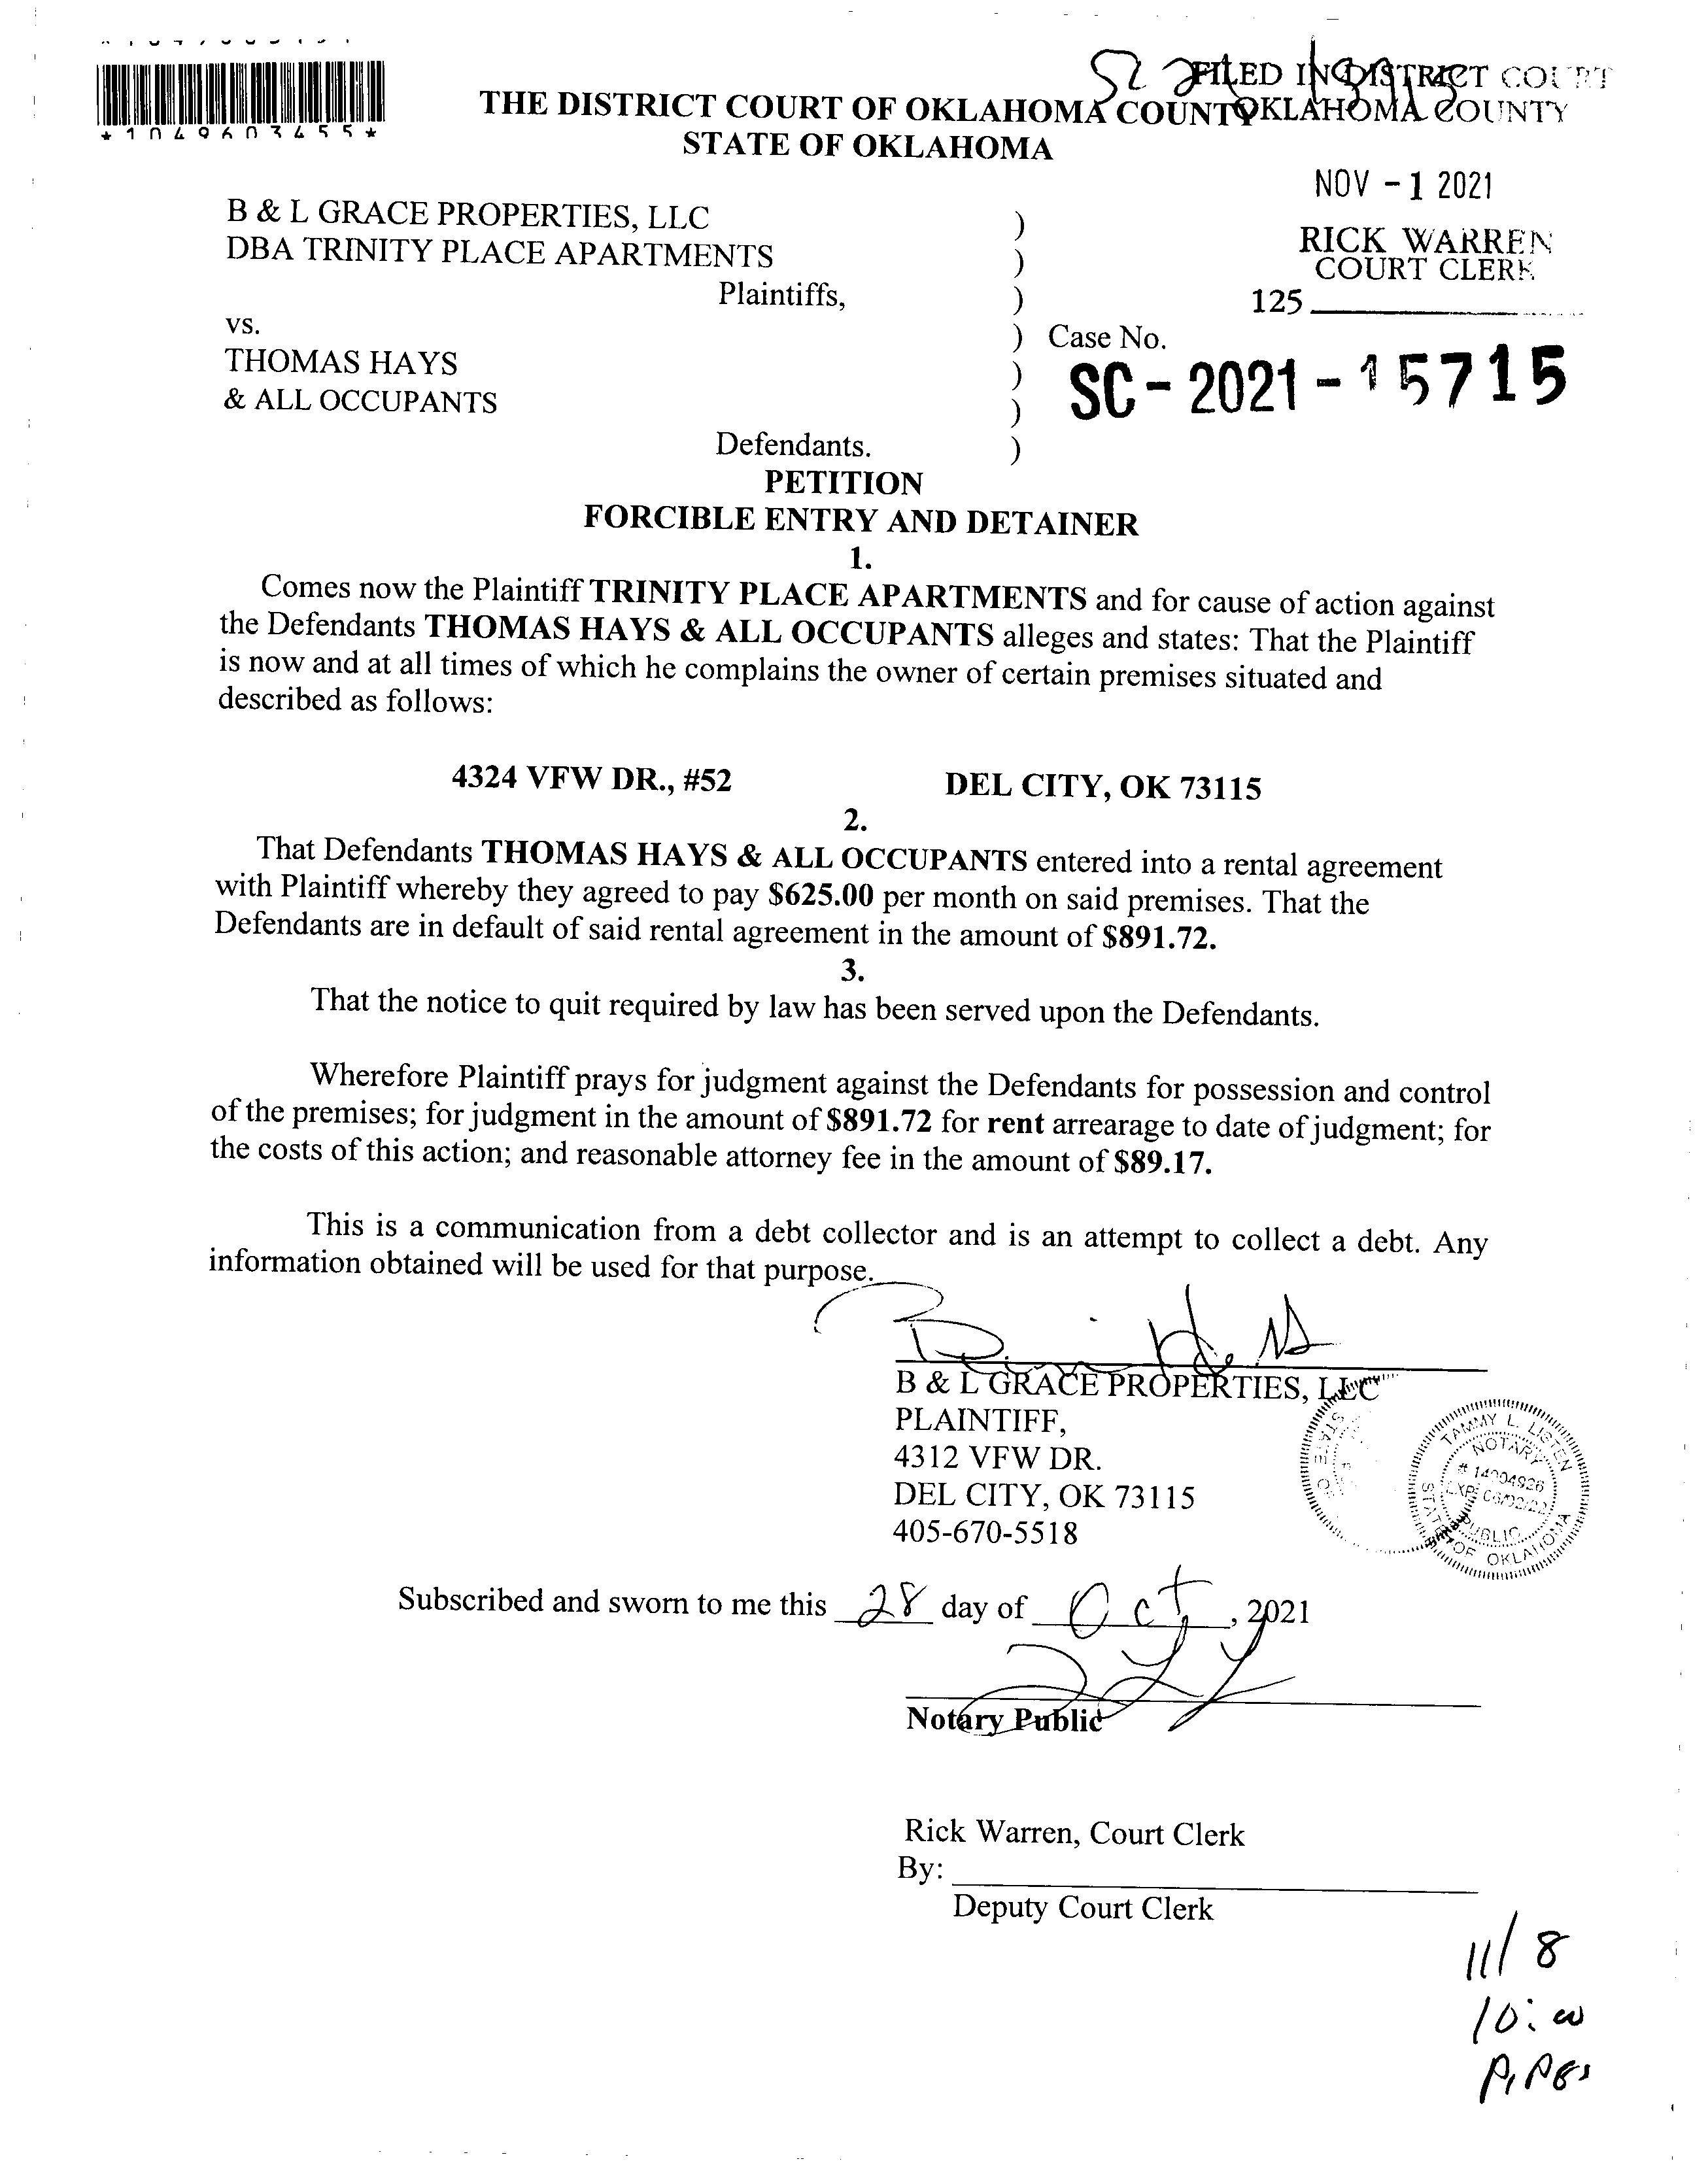 *1049603455*
FILED IN DISTRICT COURT
OKLAHOMA COUNTY
THE DISTRICT COURT OF OKLAHOMA COUNTY
STATE OF OKLAHOMA
NOV - 1 2021
RICK WARREN
COURT CLERK
125
B & L GRACE PROPERTIES, LLC )
DBA TRINITY PLACE APARTMENTS )
Plaintiffs, )
vs. ) Case No.
THOMAS HAYS )
SC - 2021 - 15715
& ALL OCCUPANTS )
Defendants. )
PETITION
FORCIBLE ENTRY AND DETAINER
1.
Comes now the Plaintiff TRINITY PLACE APARTMENTS and for cause of action against
the Defendants THOMAS HAYS & ALL OCCUPANTS alleges and states: That the Plaintiff
is now and at all times of which he complains the owner of certain premises situated and
described as follows:
4324 VFW DR., #52 DEL CITY, OK 73115
2.
That Defendants THOMAS HAYS & ALL OCCUPANTS entered into a rental agreement
with Plaintiff whereby they agreed to pay $625.00 per month on said premises. That the
Defendants are in default of said rental agreement in the amount of $891.72.
3.
That the notice to quit required by law has been served upon the Defendants.
Wherefore Plaintiff prays for judgment against the Defendants for possession and control
of the premises; for judgment in the amount of $891.72 for rent arrearage to date of judgment; for
the costs of this action; and reasonable attorney fee in the amount of $89.17.
This is a communication from a debt collector and is an attempt to collect a debt. Any
information obtained will be used for that purpose.
B & L GRACE PROPERTIES, LLC
PLAINTIFF,
4312 VFW DR.
DEL CITY, OK 73115
405-670-5518
TAMMY L. LISTEN
NOTARY
# 14004926
EXP. 06/02/22
PUBLIC
STATE OF OKLAHOMA
Subscribed and sworn to me this 28 day of Oct, 2021
Notary Public
Rick Warren, Court Clerk
By:
Deputy Court Clerk
11/8
10:00